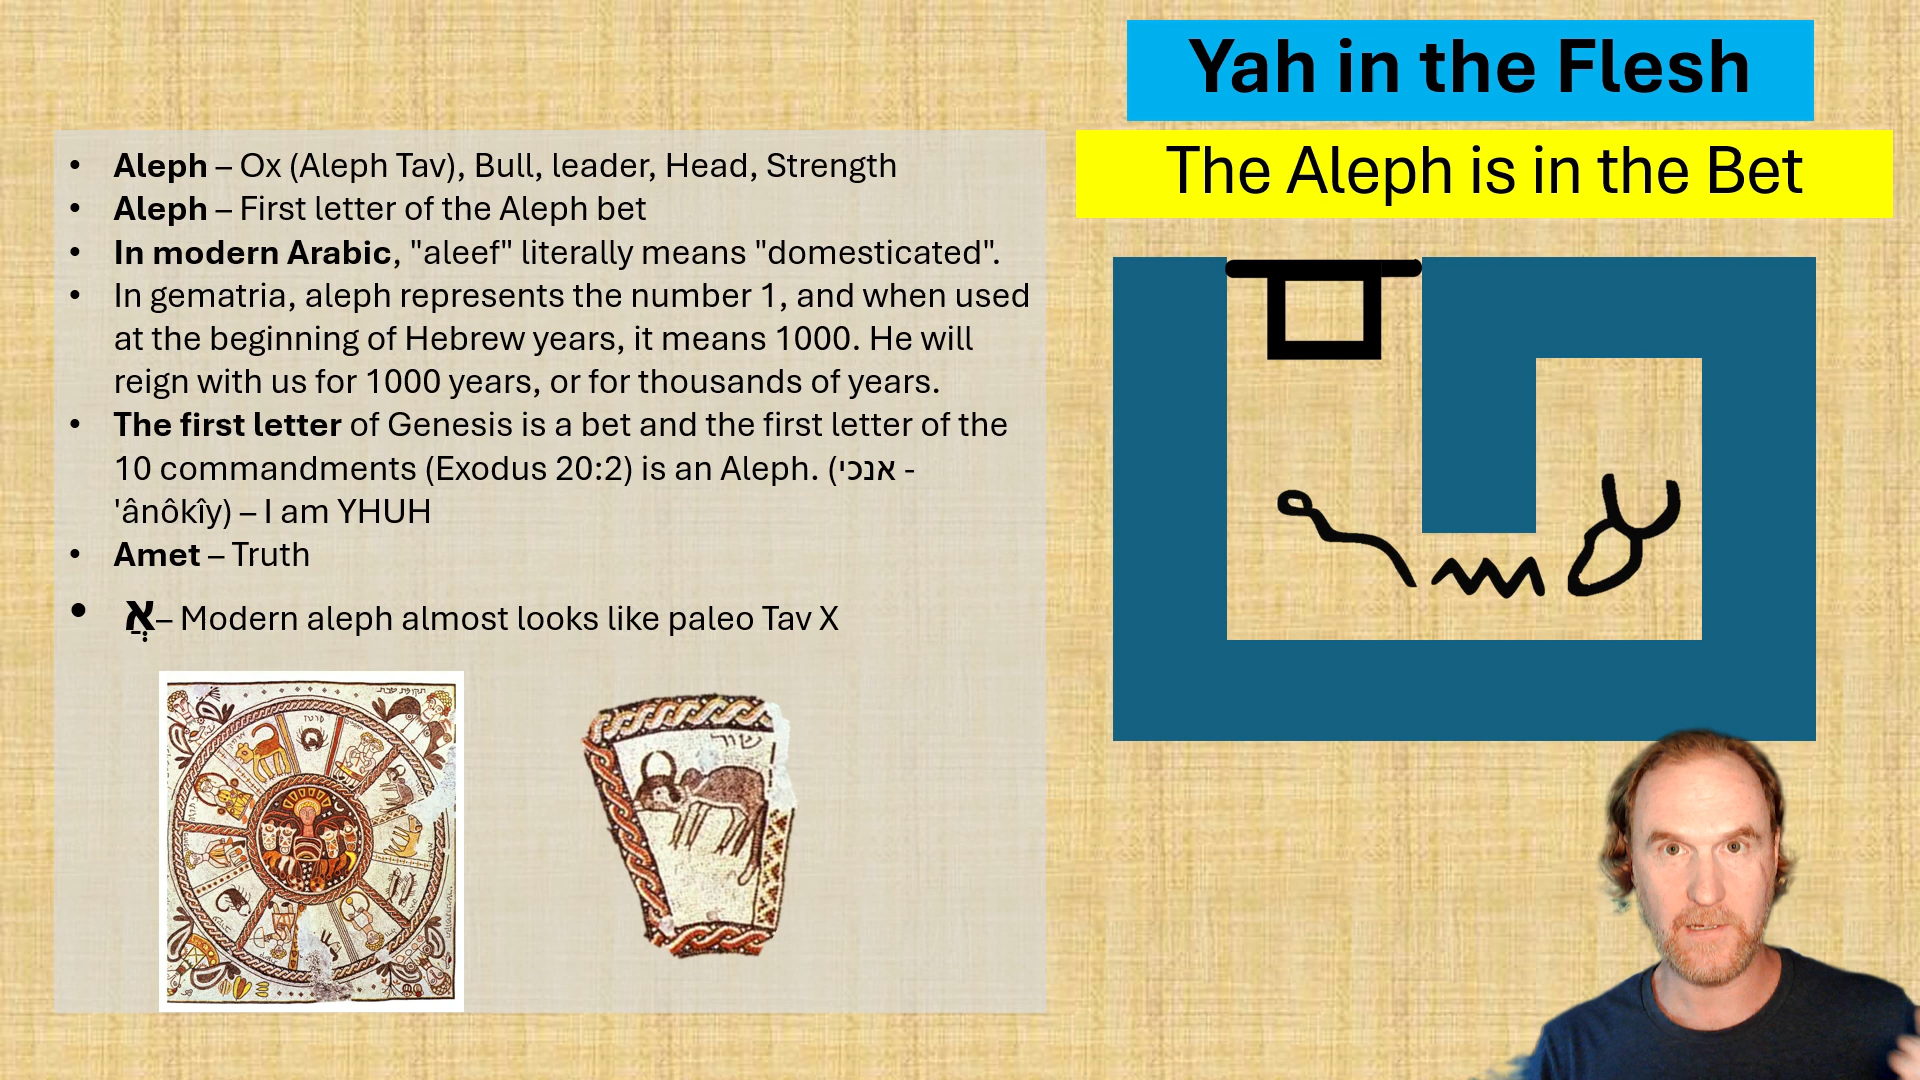 Yah in the Flesh
The Aleph is in the Bet
• Aleph – Ox (Aleph Tav), Bull, leader, Head, Strength
• Aleph – First letter of the Aleph bet
• In modern Arabic, "aleef" literally means "domesticated".
• In gematria, aleph represents the number 1, and when used
at the beginning of Hebrew years, it means 1000. He will
reign with us for 1000 years, or for thousands of years.
• The first letter of Genesis is a bet and the first letter of the
10 commandments (Exodus 20:2) is an Aleph. (אנכי -
'ânôkîy) – I am YHUH
• Amet – Truth
• אֲ– Modern aleph almost looks like paleo Tav X
שור